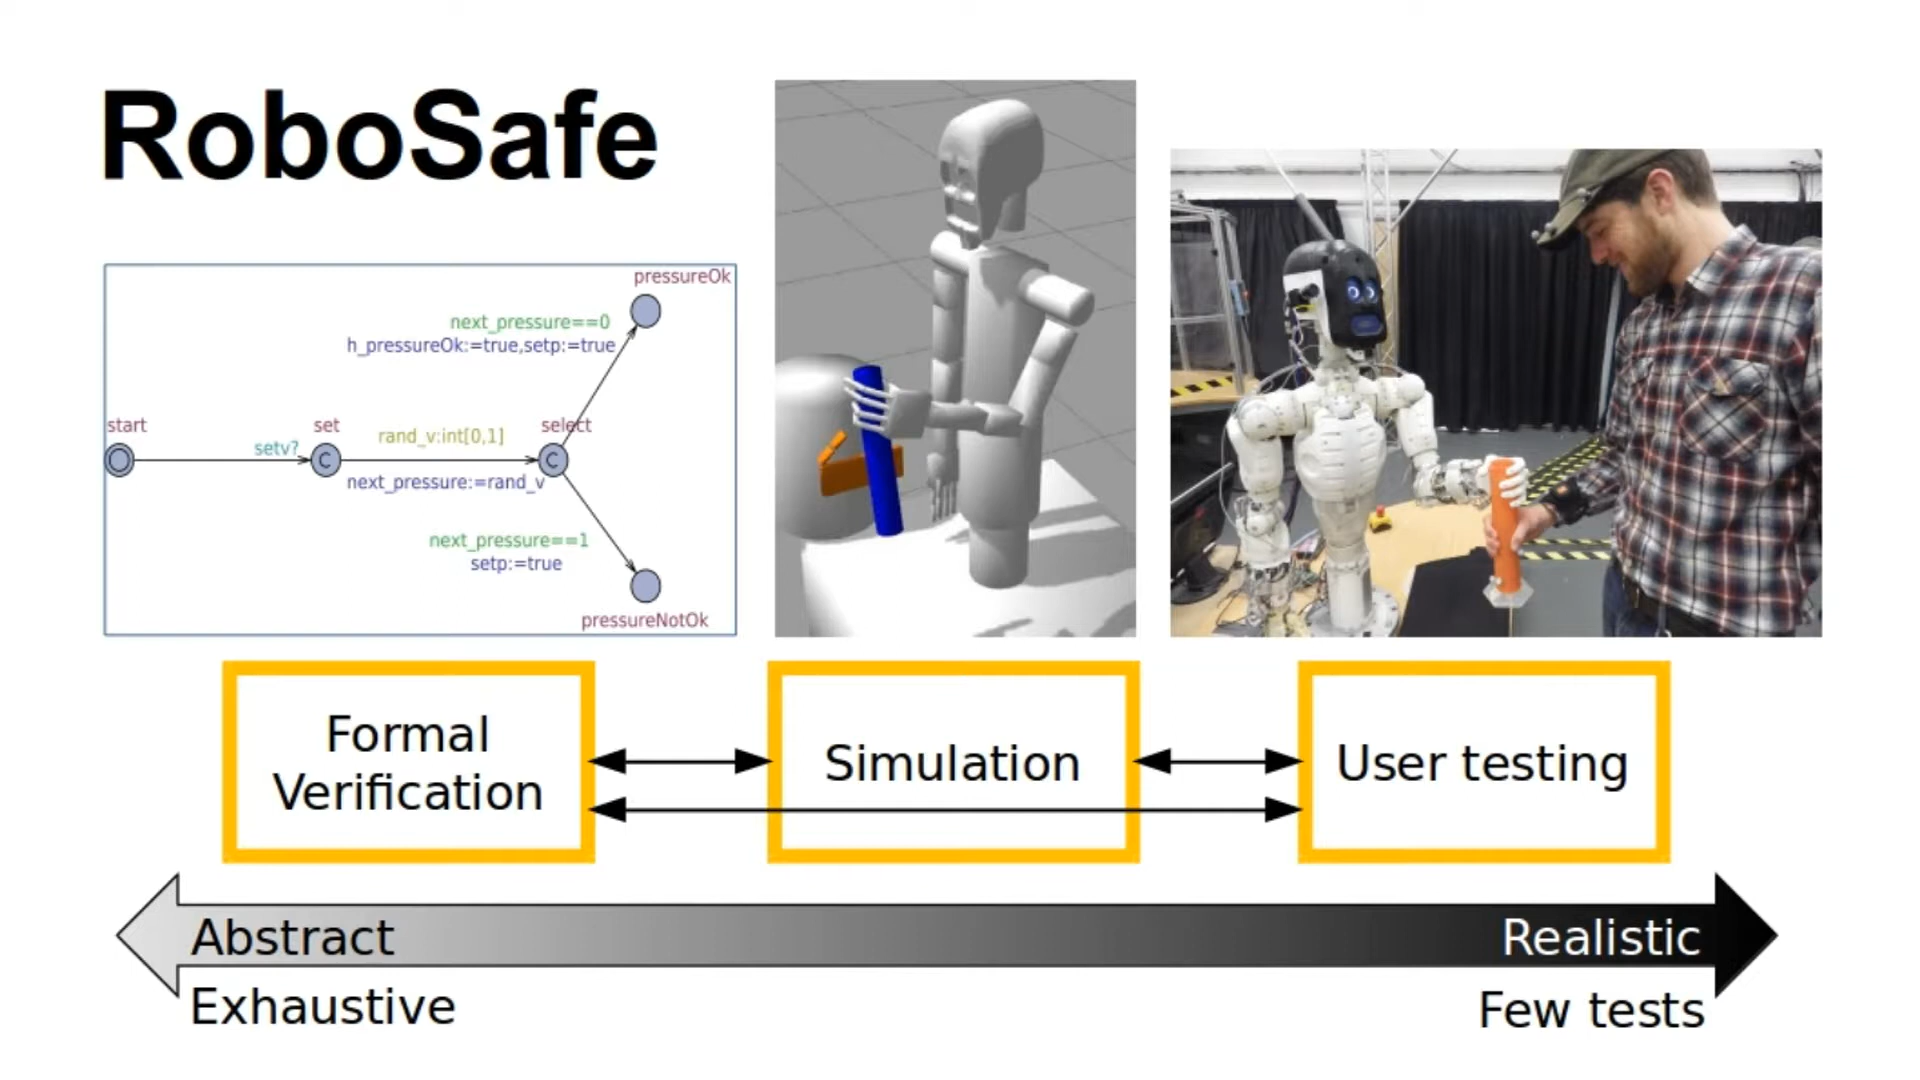 RoboSafe
pressureOk
next_pressure==0
h_pressureOk:=true,setp:=true
start
set
select
setv?
rand_v:int[0,1]
C
C
next_pressure:=rand_v
next_pressure==1
setp:=true
pressureNotOk
Formal
Verification
Simulation
User testing
Abstract
Realistic
Exhaustive
Few tests